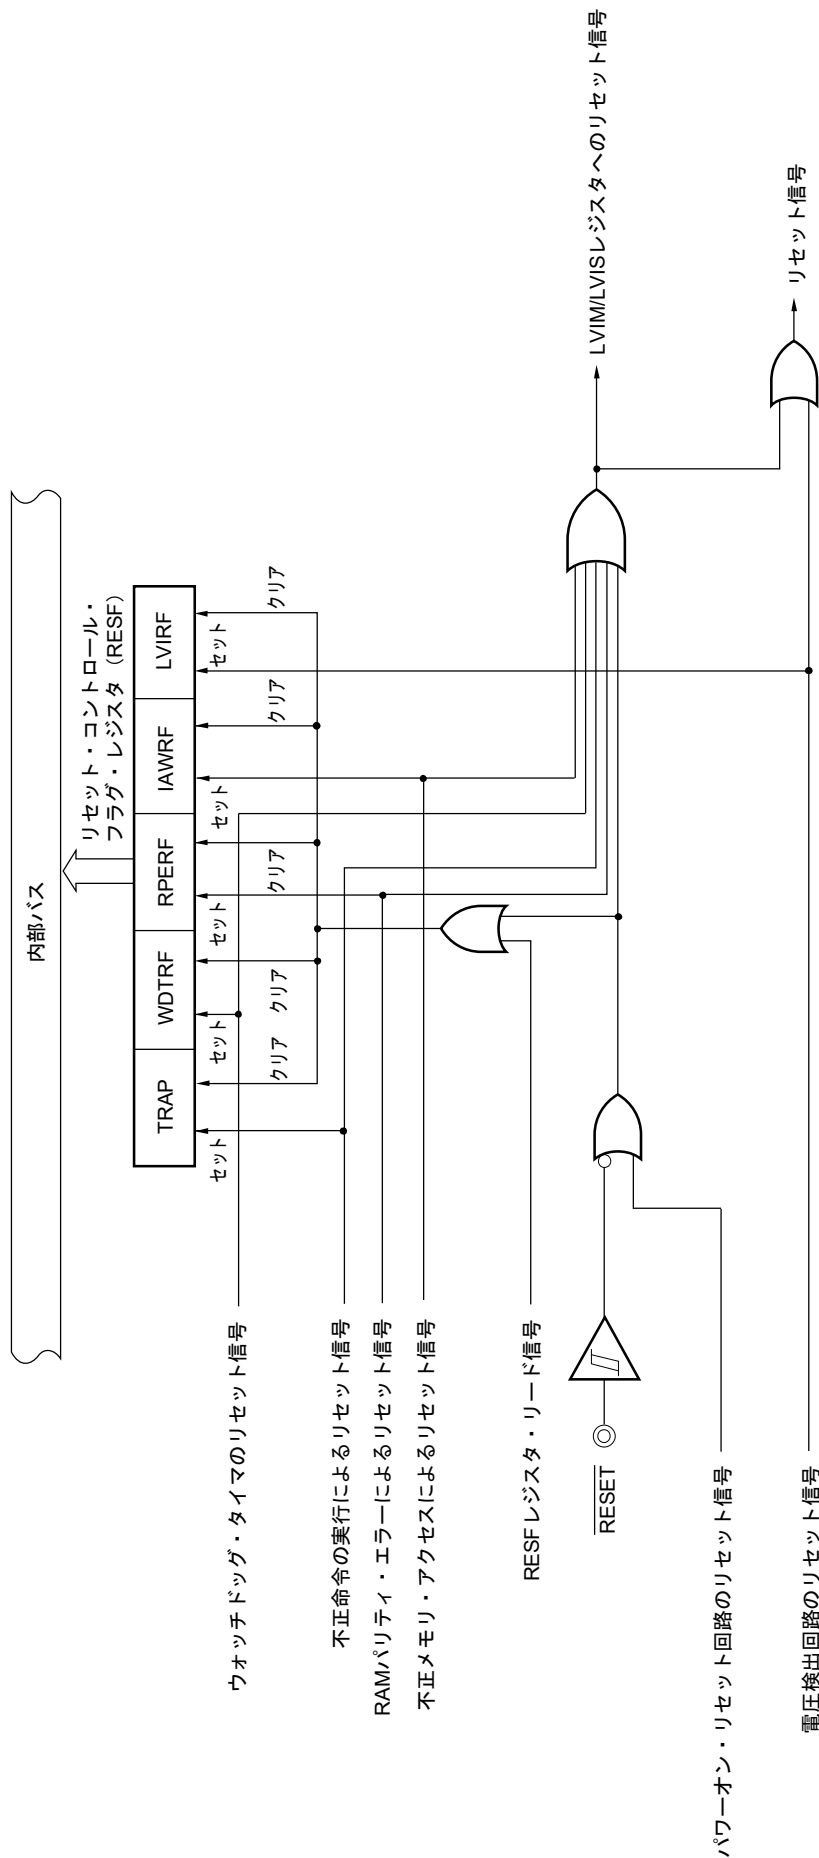 内部バス
リセット・コントロール・
フラグ・レジスタ（RESF）
TRAP
WDTRF
RPERF
IAWRF
LVIRF
セット
クリア
セット
クリア
セット
クリア
セット
クリア
セット
クリア
ウォッチドッグ・タイマのリセット信号
不正命令の実行によるリセット信号
RAMパリティ・エラーによるリセット信号
不正メモリ・アクセスによるリセット信号
RESFレジスタ・リード信号
RESET
パワーオン・リセット回路のリセット信号
電圧検出回路のリセット信号
LVIM/LVISレジスタへのリセット信号
リセット信号